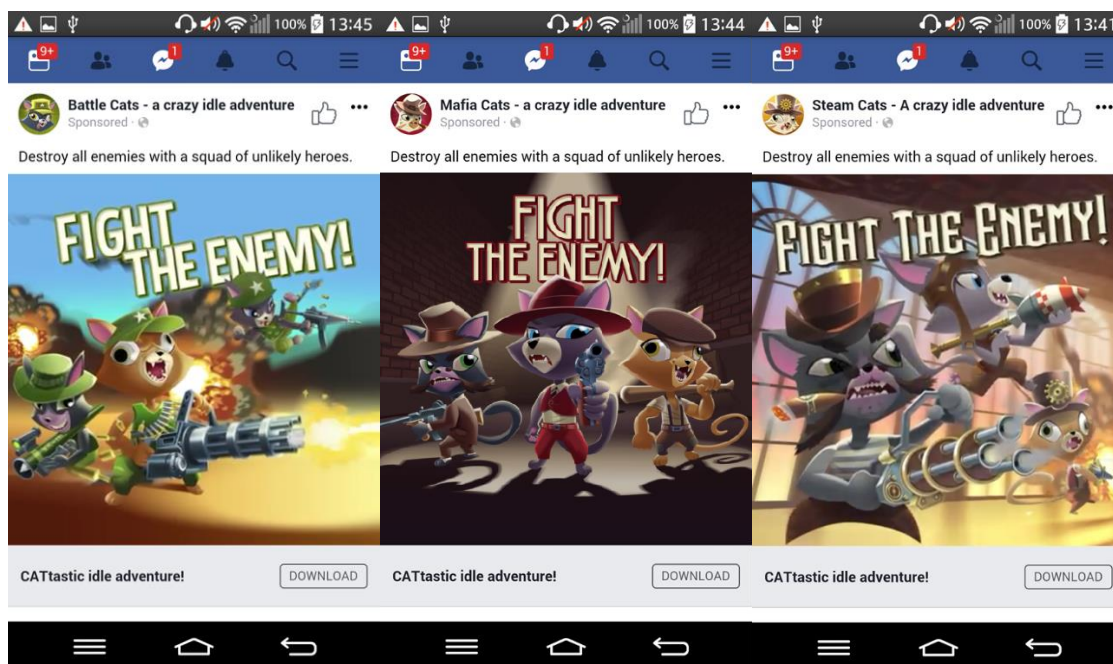 100% 13:45
9+
1
Battle Cats - a crazy idle adventure
Sponsored ·
Destroy all enemies with a squad of unlikely heroes.
FIGHT
THE ENEMY!
CATtastic idle adventure!
DOWNLOAD
100% 13:44
9+
1
Mafia Cats - a crazy idle adventure
Sponsored ·
Destroy all enemies with a squad of unlikely heroes.
FIGHT
THE ENEMY!
CATtastic idle adventure!
DOWNLOAD
100% 13:41
9+
1
Steam Cats - A crazy idle adventure
Sponsored ·
Destroy all enemies with a squad of unlikely heroes.
FIGHT THE ENEMY!
CATtastic idle adventure!
DOWNLOAD